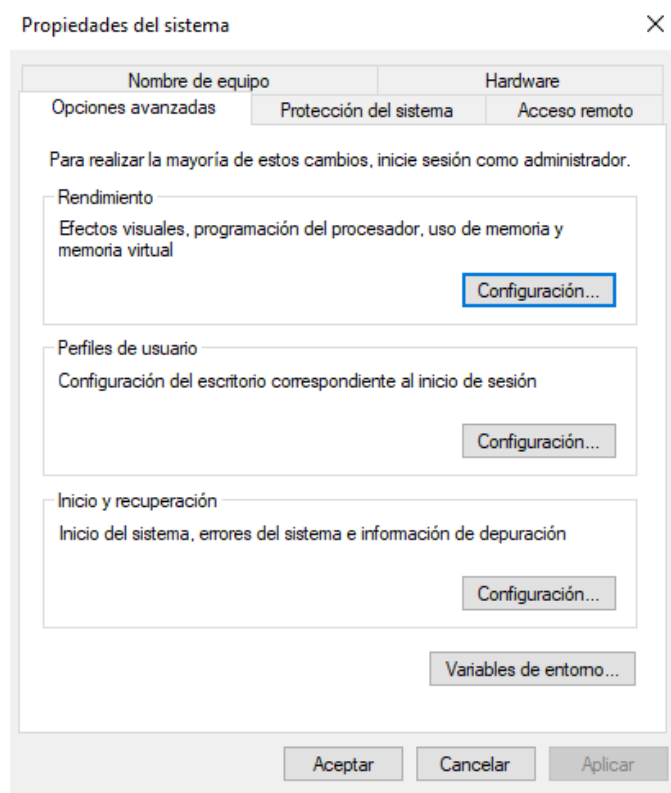 Propiedades del sistema
Nombre de equipo
Hardware
Opciones avanzadas
Protección del sistema
Acceso remoto
Para realizar la mayoría de estos cambios, inicie sesión como administrador.
Rendimiento
Efectos visuales, programación del procesador, uso de memoria y
memoria virtual
Configuración...
Perfiles de usuario
Configuración del escritorio correspondiente al inicio de sesión
Configuración...
Inicio y recuperación
Inicio del sistema, errores del sistema e información de depuración
Configuración...
Variables de entorno...
Aceptar
Cancelar
Aplicar